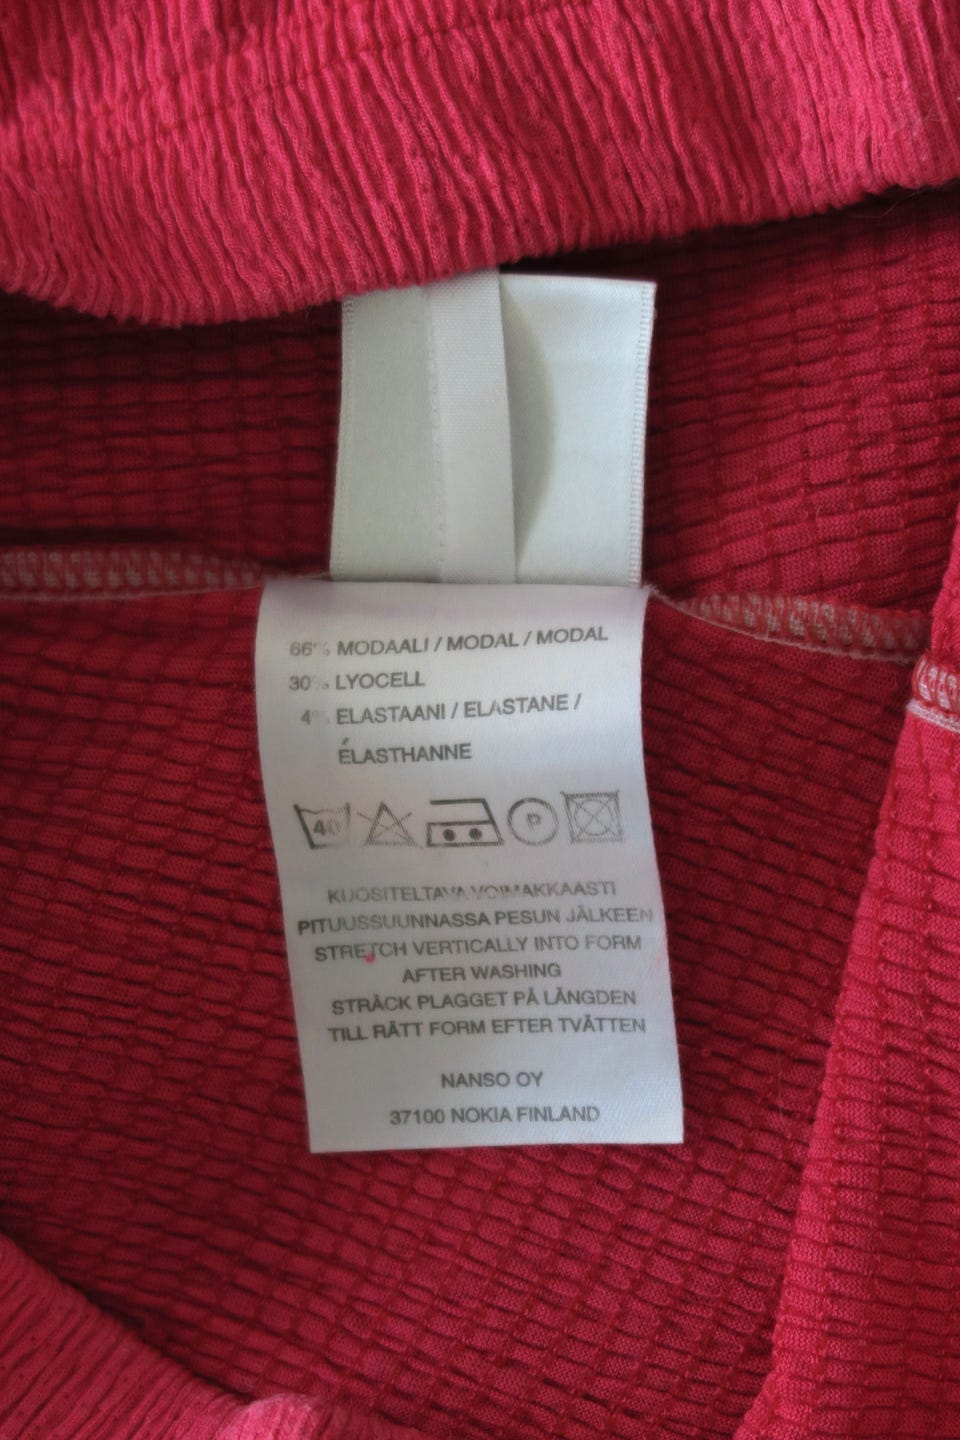 66% MODAALI / MODAL / MODAL
30% LYOCELL
4% ELASTAANI / ELASTANE /
ÉLASTHANNE
40 P
KUOSITELTAVA VOIMAKKAASTI
PITUUSSUUNNASSA PESUN JÄLKEEN
STRETCH VERTICALLY INTO FORM
AFTER WASHING
STRÄCK PLAGGET PÅ LÄNGDEN
TILL RÄTT FORM EFTER TVÄTTEN
NANSO OY
37100 NOKIA FINLAND